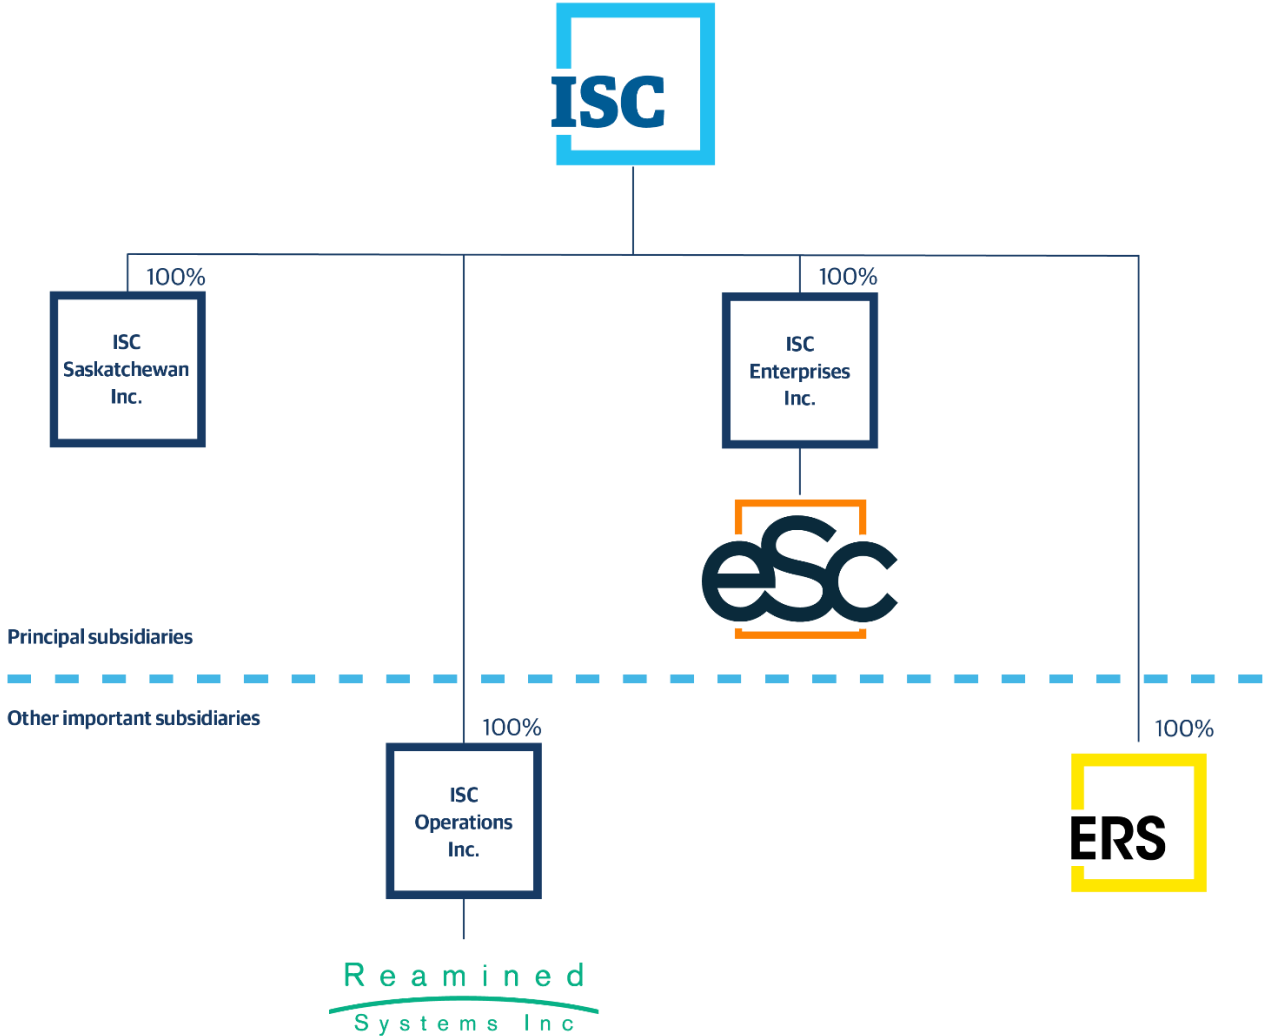 ISC
100%
ISC
Saskatchewan
Inc.
100%
ISC
Enterprises
Inc.
eSc
Principal subsidiaries
Other important subsidiaries
100%
ISC
Operations
Inc.
100%
ERS
Reamined
Systems Inc